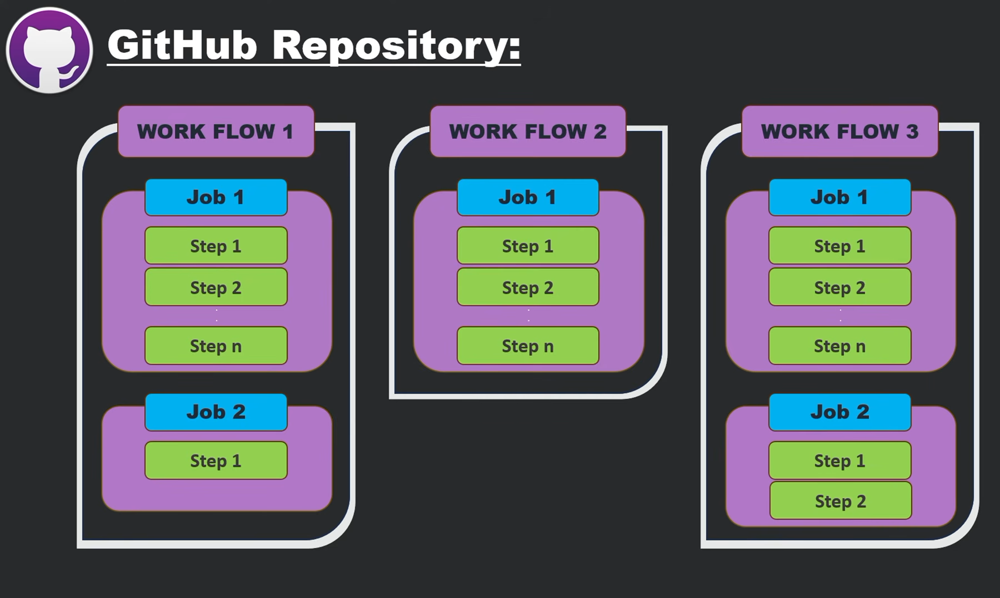 GitHub Repository:
WORK FLOW 1
Job 1
Step 1
Step 2
.
.
Step n
Job 2
Step 1
WORK FLOW 2
Job 1
Step 1
Step 2
.
.
Step n
WORK FLOW 3
Job 1
Step 1
Step 2
.
.
Step n
Job 2
Step 1
Step 2